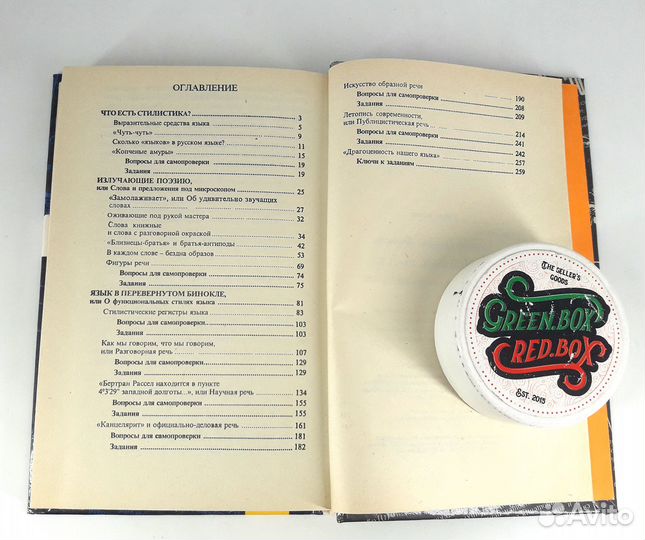 ОГЛАВЛЕНИЕ
ЧТО ЕСТЬ СТИЛИСТИКА? 3
Выразительные средства языка 5
«Чуть-чуть» 9
Сколько «языков» в русском языке? 11
«Копченые амуры» 15
Вопросы для самопроверки 19
Задания 19
ИЗЛУЧАЮЩИЕ ПОЭЗИЮ,
или Слова и предложения под микроскопом 25
«Замолаживает», или Об удивительно звучащих
словах 27
Оживающие под рукой мастера 32
Слова книжные
и слова с разговорной окраской 34
«Близнецы-братья» и братья-антиподы 42
В каждом слове – бездна образов 53
Фигуры речи 69
Вопросы для самопроверки 74
Задания 75
ЯЗЫК В ПЕРЕВЕРНУТОМ БИНОКЛЕ,
или О функциональных стилях языка 81
Стилистические регистры языка 83
Вопросы для самопроверки 103
Задания 103
Как мы говорим, что мы говорим,
или Разговорная речь 107
Вопросы для самопроверки 129
Задания 129
«Бертран Рассел находится в пункте
4°3'29" западной долготы...», или Научная речь 134
Вопросы для самопроверки 155
Задания 155
«Канцелярит» и официально-деловая речь 161
Вопросы для самопроверки 181
Задания 182
Искусство образной речи 190
Вопросы для самопроверки 208
Задания 209
Летопись современности,
или Публицистическая речь 214
Вопросы для самопроверки 241
Задания 242
«Драгоценность нашего языка» 257
Ключи к заданиям 259
THE GELLER'S
GOODS
GREEN.BOX
RED.BOX
EST. 2015
Avito